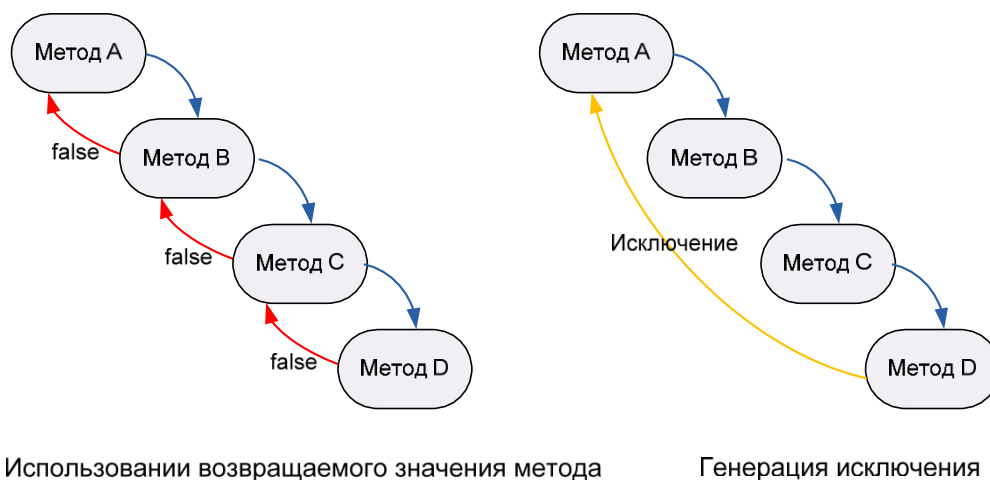 Метод A
Метод A
false
Метод B
Метод B
false
Исключение
Метод C
Метод C
false
Метод D
Метод D
Использовании возвращаемого значения метода
Генерация исключения